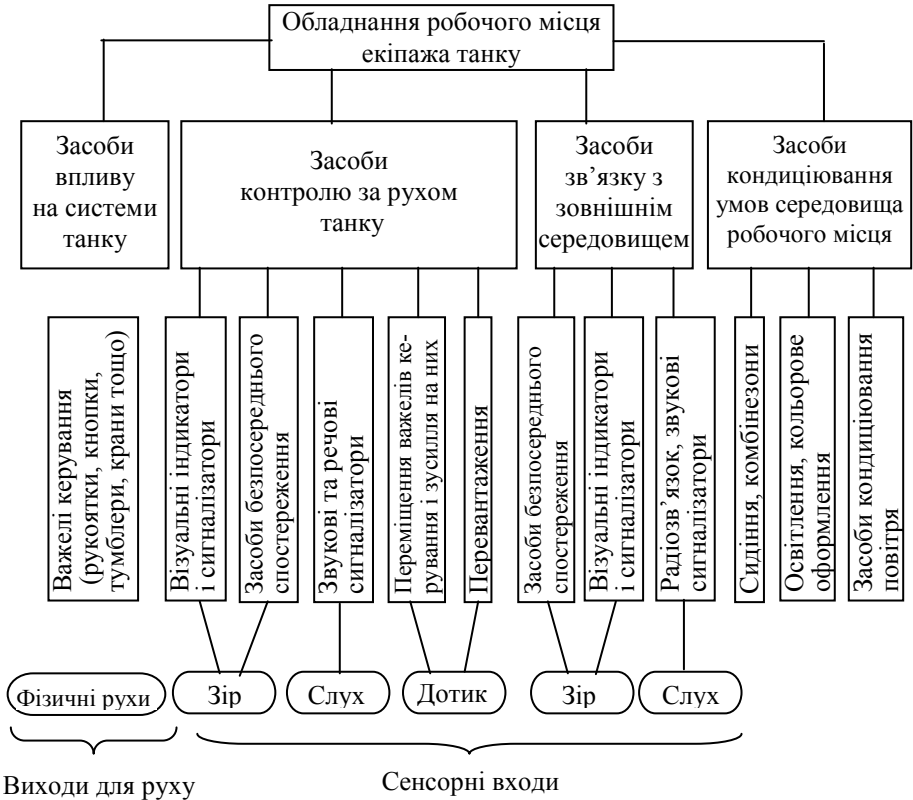 Обладнання робочого місця
екіпажа танку
Засоби
впливу
на системи
танку
Засоби
контролю за рухом
танку
Засоби
зв’язку з
зовнішнім
середовищем
Засоби
кондиціювання
умов середовища
робочого місця
Важелі керування
(рукоятки, кнопки,
тумблери, крани тощо)
Візуальні індикатори
і сигналізатори
Засоби безпосереднього
спостереження
Звукові та речові
сигналізатори
Переміщення важелів ке-
рування і зусилля на них
Перевантаження
Засоби безпосереднього
спостереження
Візуальні індикатори
і сигналізатори
Радіозв’язок, звукові
сигналізатори
Сидіння, комбінезони
Освітлення, кольорове
оформлення
Засоби кондиціювання
повітря
Фізичні рухи
Зір
Слух
Дотик
Зір
Слух
Виходи для руху
Сенсорні входи